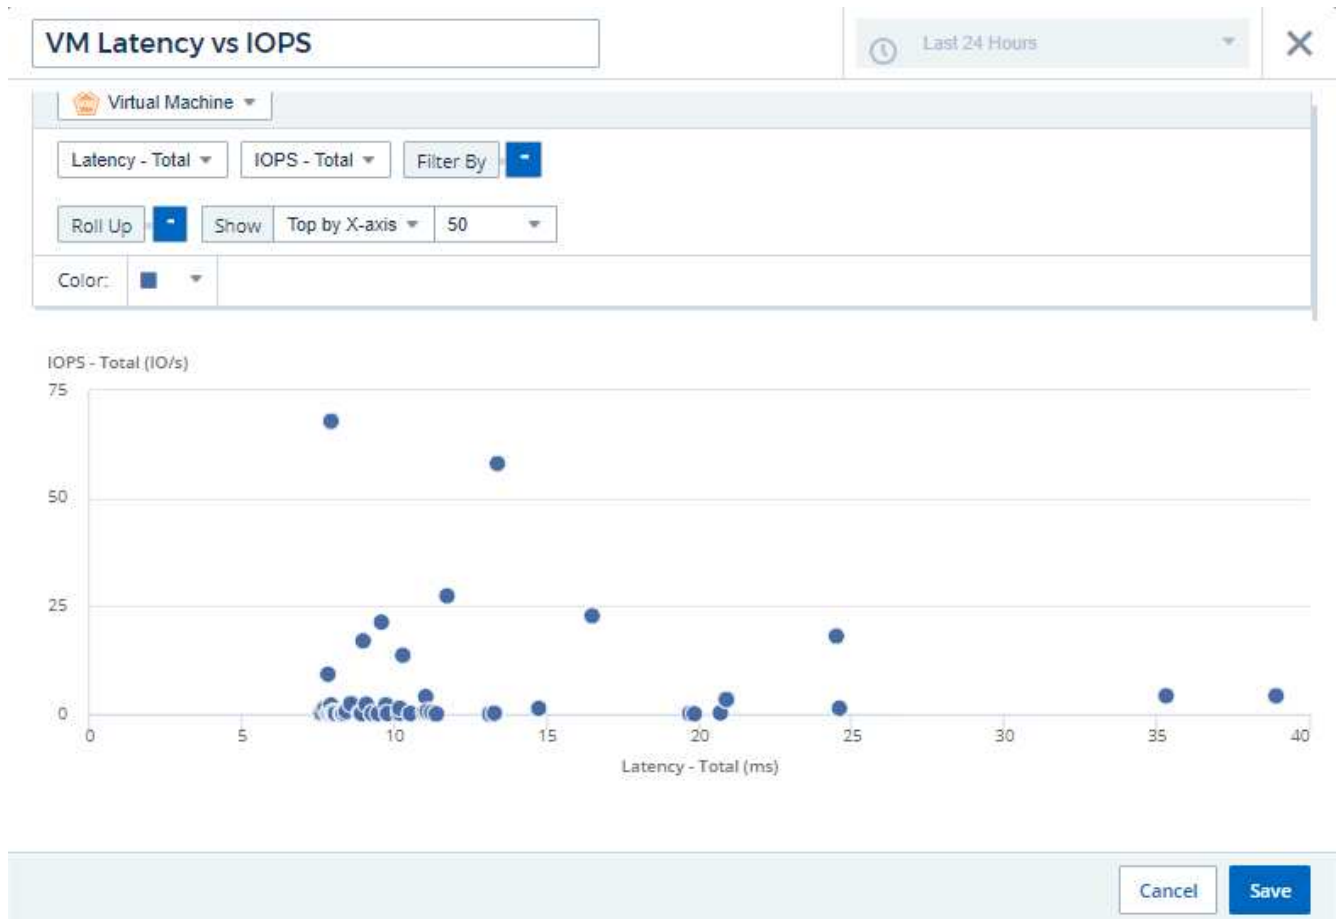 VM Latency vs IOPS
Last 24 Hours
Virtual Machine
Latency - Total IOPS - Total Filter By -
Roll Up - Show Top by X-axis 50
Color:
IOPS - Total (IO/s)
75
50
25
0
0 5 10 15 20 25 30 35 40
Latency - Total (ms)
Cancel Save